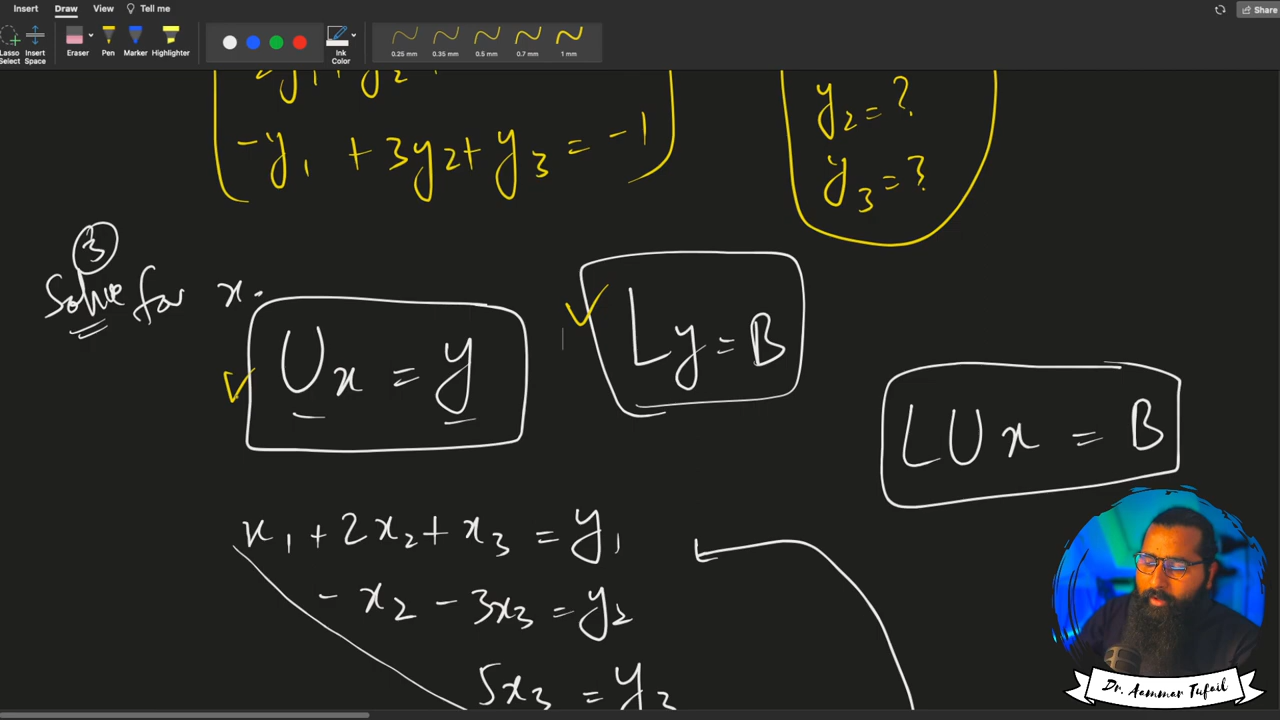 Insert Draw View Tell me Share
Lasso Select Insert Space Eraser Pen Marker Highlighter Ink Color 0.25 mm 0.35 mm 0.5 mm 0.7 mm 1 mm
-y1 + 3y2 + y3 = -1
y2 = ?
y3 = ?
3
Solve for x.
Ux = y
Ly = B
LUx = B
x1 + 2x2 + x3 = y1
- x2 - 3x3 = y2
5x3 = y3
Dr. Aammar Tufail